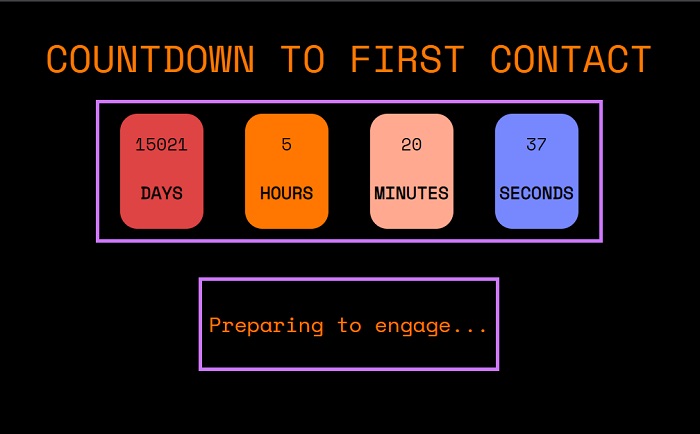 COUNTDOWN TO FIRST CONTACT
15021 5 20 37
DAYS HOURS MINUTES SECONDS
Preparing to engage...